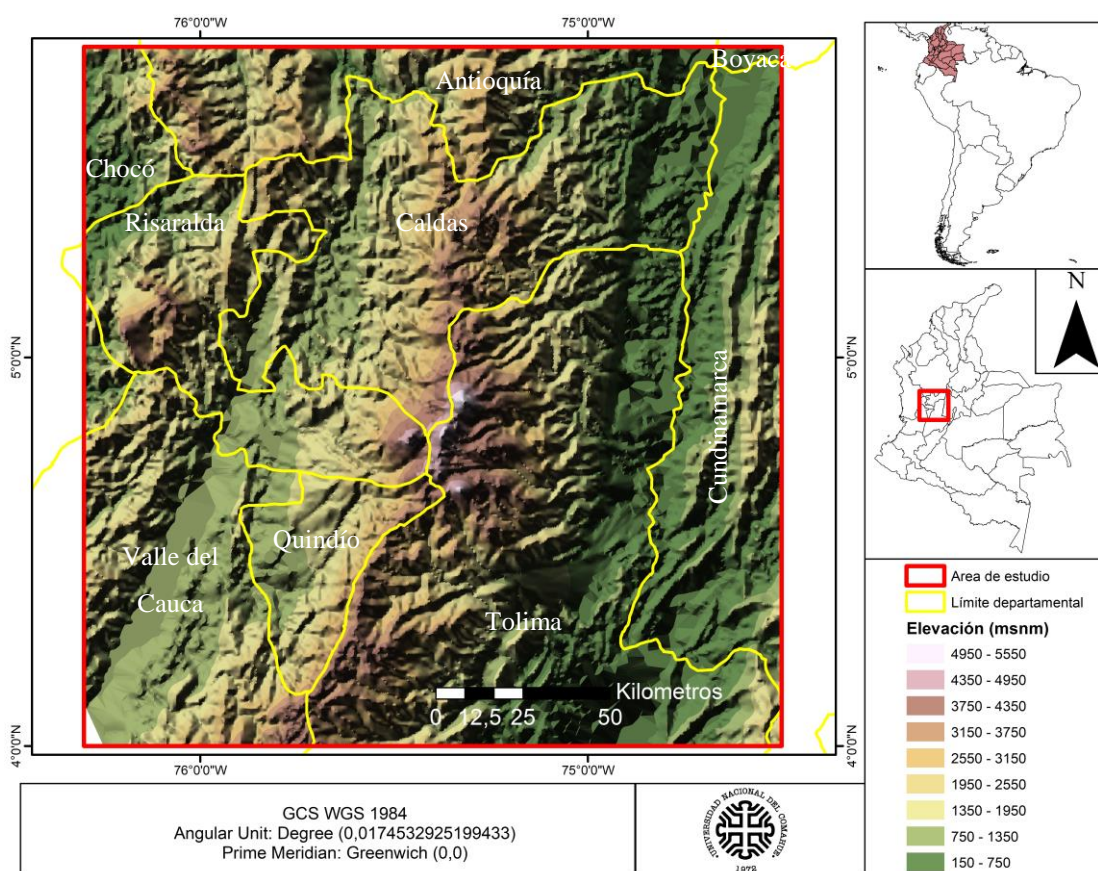 76°0'0"W
75°0'0"W
Boyacá
Antioquía
Chocó
Risaralda
Caldas
5°0'0"N
5°0'0"N
Cundinamarca
Quindío
Valle del
Cauca
Tolima
Kilometros
0 12,5 25 50
4°0'0"N
4°0'0"N
76°0'0"W
75°0'0"W
N
Area de estudio
Límite departamental
Elevación (msnm)
4950 - 5550
4350 - 4950
3750 - 4350
3150 - 3750
2550 - 3150
1950 - 2550
1350 - 1950
750 - 1350
150 - 750
GCS WGS 1984
Angular Unit: Degree (0,0174532925199433)
Prime Meridian: Greenwich (0,0)
UNIVERSIDAD NACIONAL DEL COMAHUE
1972